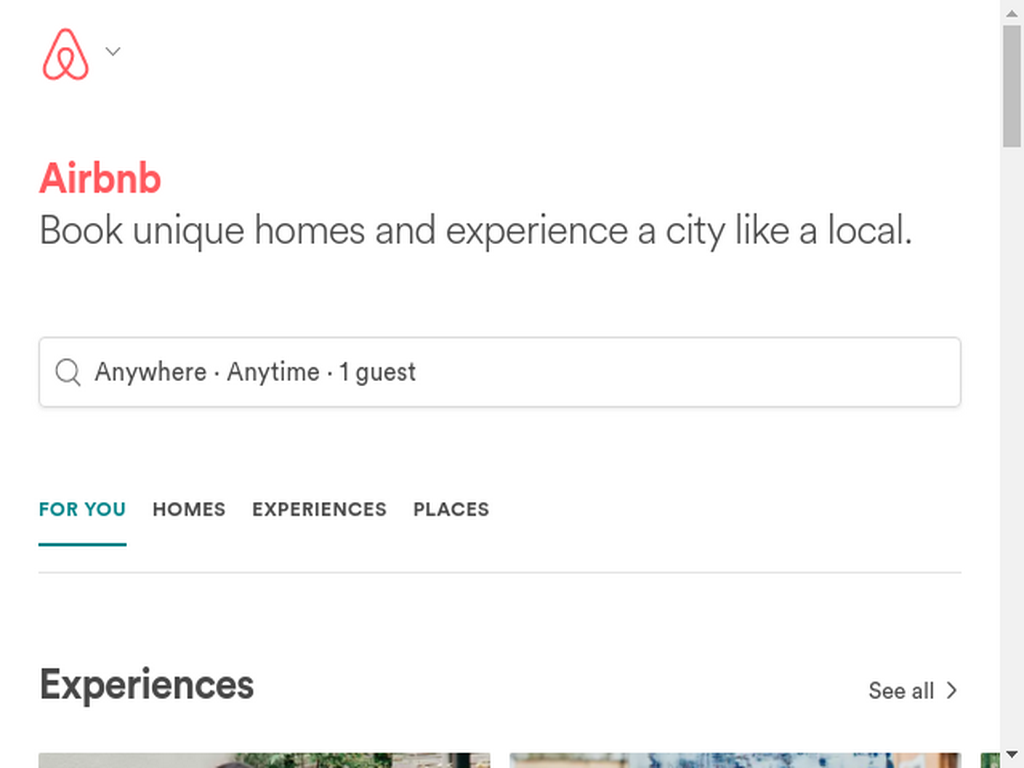 Airbnb
Book unique homes and experience a city like a local.
Anywhere · Anytime · 1 guest
FOR YOU HOMES EXPERIENCES PLACES
Experiences
See all